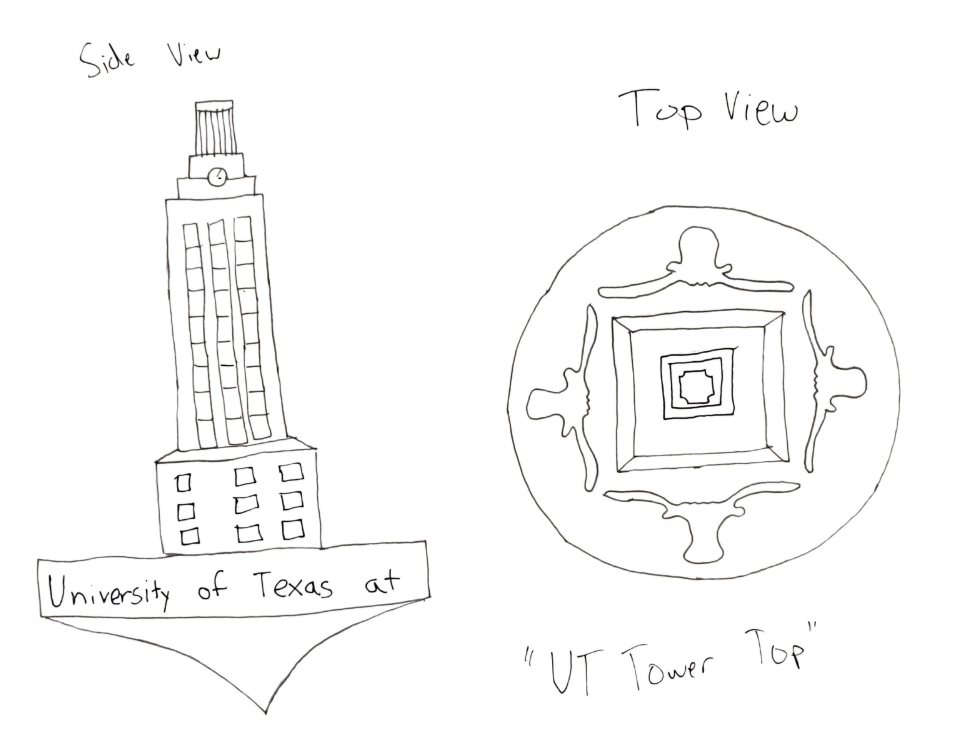 Side View
Top View
University of Texas at
"UT Tower Top"